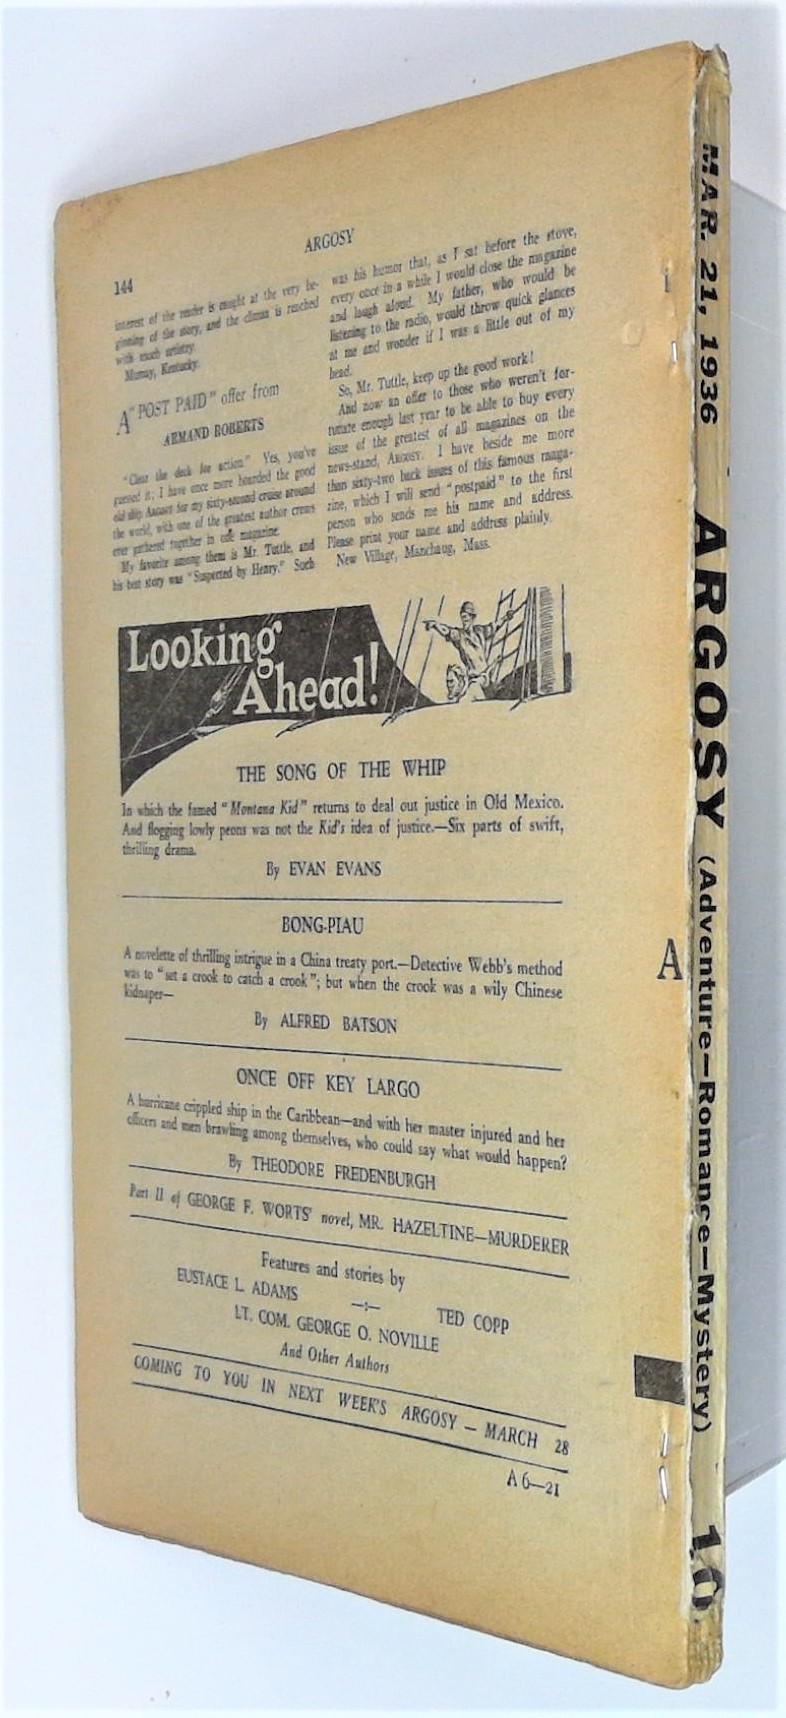 ARGOSY
144
interest of the reader is caught at the very be-
ginning of the story, and the climax is reached
with much artistry.
Murray, Kentucky.
A "POST PAID" offer from
ARMAND ROBERTS
"Clear the deck for action." Yes, you've
guessed it; I have once more boarded the good
old ship ARGOSY for my sixty-second cruise around
the world, with one of the greatest author crews
ever gathered together in one magazine.
My favorite among them is Mr. Tuttle, and
his best story was "Suspected by Henry." Such
was his humor that, as I sat before the stove,
every once in a while I would close the magazine
and laugh aloud. My father, who would be
listening to the radio, would throw quick glances
at me and wonder if I was a little out of my
head.
So, Mr. Tuttle, keep up the good work!
And now an offer to those who weren't for-
tunate enough last year to be able to buy every
issue of the greatest of all magazines on the
news-stand, ARGOSY. I have beside me more
than sixty-two back issues of this famous maga-
zine, which I will send "postpaid" to the first
person who sends me his name and address.
Please print your name and address plainly.
New Village, Manchaug, Mass.
Looking
Ahead!
THE SONG OF THE WHIP
In which the famed "Montana Kid" returns to deal out justice in Old Mexico.
And flogging lowly peons was not the Kid's idea of justice.—Six parts of swift,
thrilling drama.
By EVAN EVANS
BONG-PIAU
A novelette of thrilling intrigue in a China treaty port.—Detective Webb's method
was to "set a crook to catch a crook"; but when the crook was a wily Chinese
kidnaper—
By ALFRED BATSON
ONCE OFF KEY LARGO
A hurricane crippled ship in the Caribbean—and with her master injured and her
officers and men brawling among themselves, who could say what would happen?
By THEODORE FREDENBURGH
Part II of GEORGE F. WORTS' novel, MR. HAZELTINE—MURDERER
Features and stories by
EUSTACE L. ADAMS
TED COPP
LT. COM. GEORGE O. NOVILLE
And Other Authors
COMING TO YOU IN NEXT WEEK'S ARGOSY — MARCH 28
A 6—21
A
MAR. 21, 1936 ARGOSY (Adventure—Romance—Mystery) 10